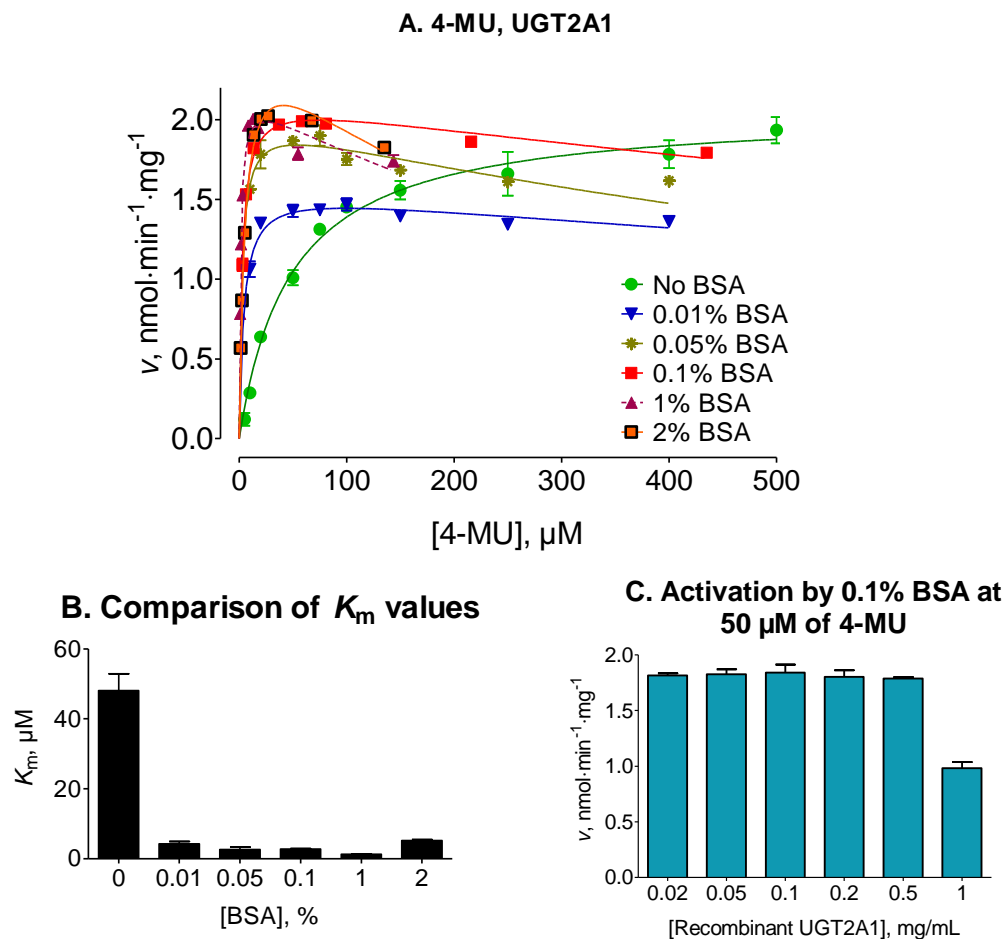 A. 4-MU, UGT2A1
2.0
1.5
1.0
0.5
0.0
v, nmol·min⁻¹·mg⁻¹
0 100 200 300 400 500
[4-MU], µM
No BSA
0.01% BSA
0.05% BSA
0.1% BSA
1% BSA
2% BSA
B. Comparison of Kₘ values
60
40
20
0
Kₘ, µM
0 0.01 0.05 0.1 1 2
[BSA], %
C. Activation by 0.1% BSA at
50 µM of 4-MU
2.0
1.5
1.0
0.5
0.0
v, nmol·min⁻¹·mg⁻¹
0.02 0.05 0.1 0.2 0.5 1
[Recombinant UGT2A1], mg/mL